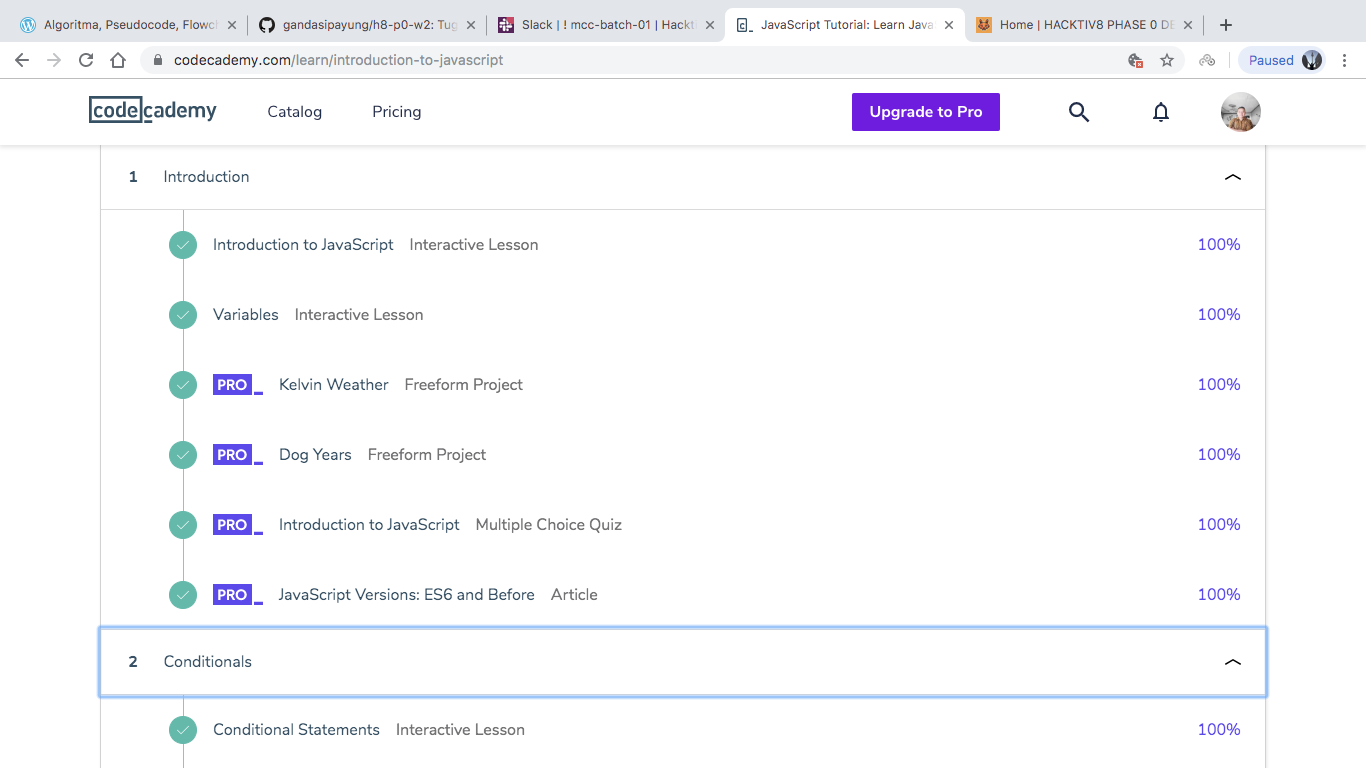 Algoritma, Pseudocode, Flowch
gandasipayung/h8-p0-w2: Tug
Slack | ! mcc-batch-01 | Hackti
JavaScript Tutorial: Learn Java
Home | HACKTIV8 PHASE 0 DE
codecademy.com/learn/introduction-to-javascript
Paused
codecademy
Catalog
Pricing
Upgrade to Pro
1 Introduction
Introduction to JavaScript Interactive Lesson 100%
Variables Interactive Lesson 100%
PRO Kelvin Weather Freeform Project 100%
PRO Dog Years Freeform Project 100%
PRO Introduction to JavaScript Multiple Choice Quiz 100%
PRO JavaScript Versions: ES6 and Before Article 100%
2 Conditionals
Conditional Statements Interactive Lesson 100%